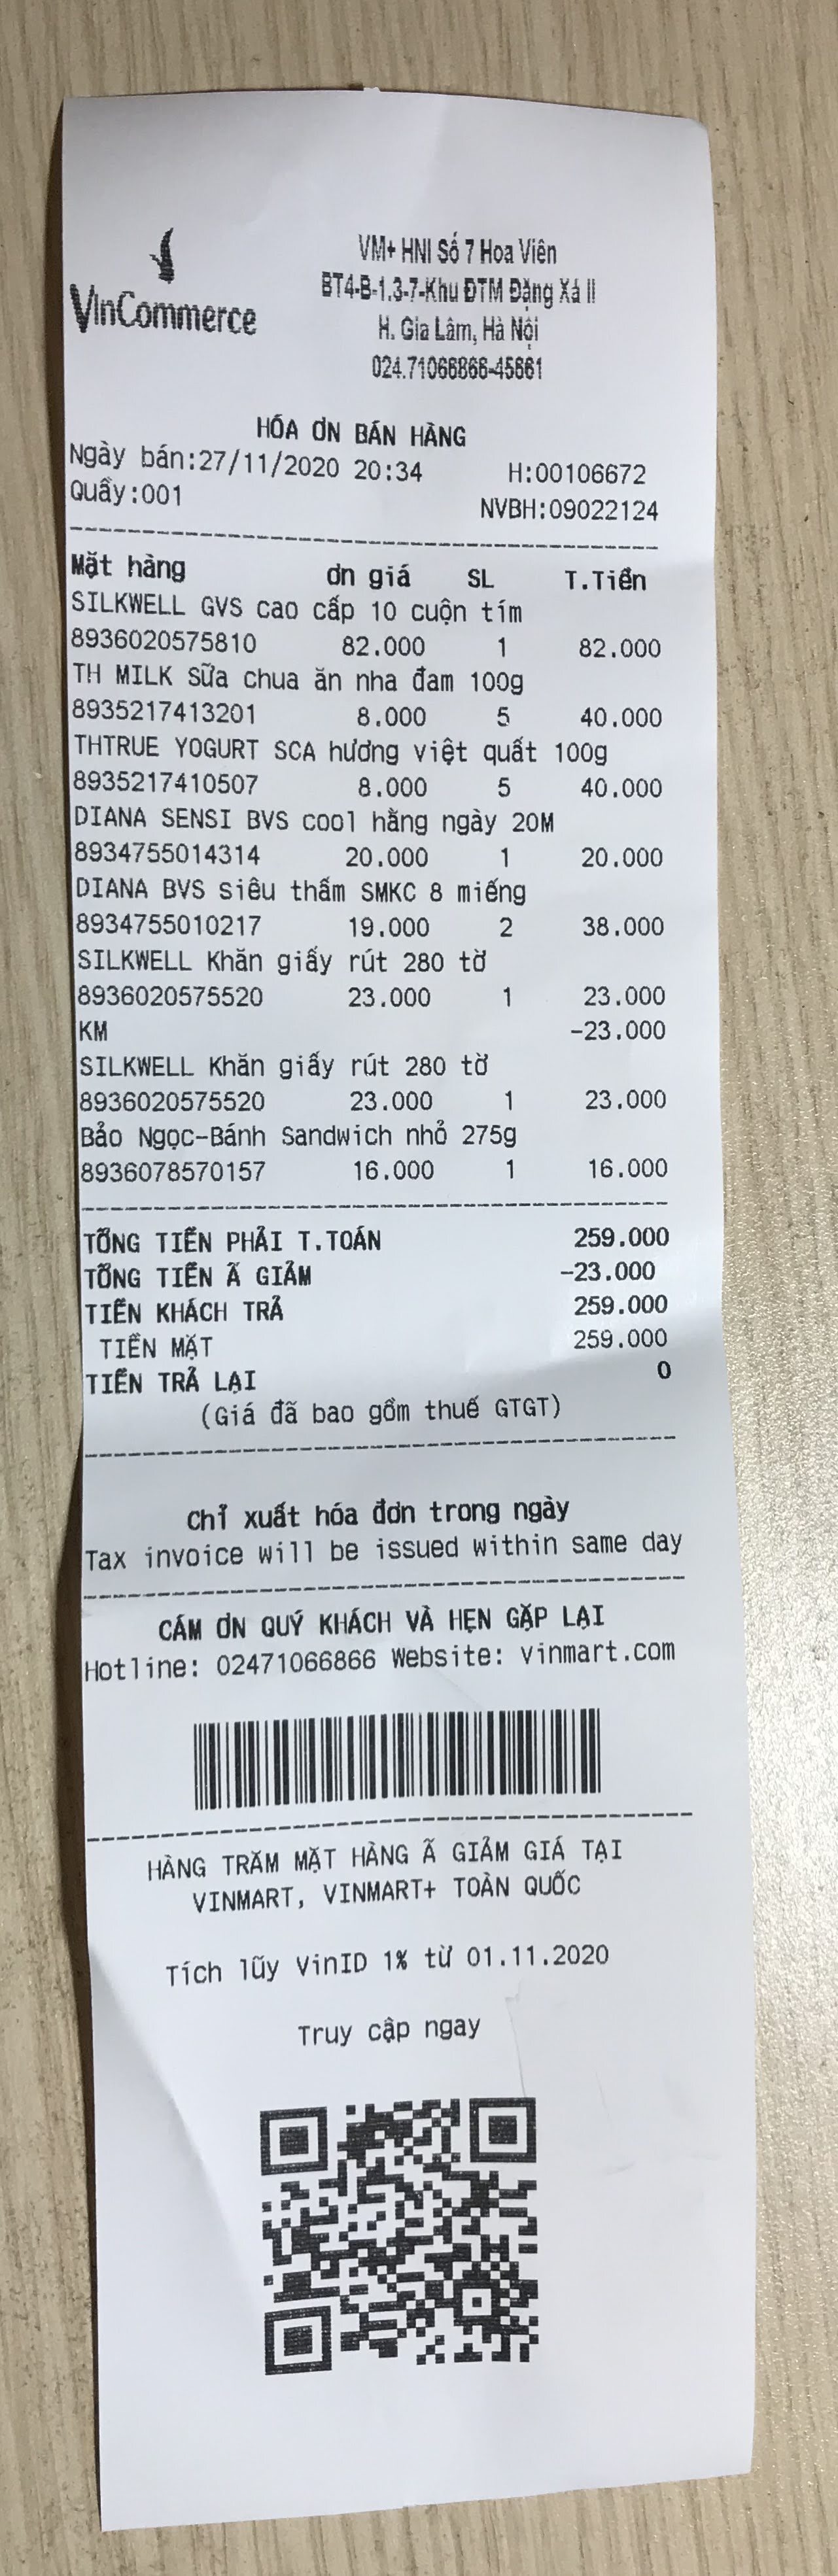 VinCommerce
VM+ HNI Số 7 Hoa Viên
BT4-B-1.3-7-Khu ĐTM Đặng Xá II
H. Gia Lâm, Hà Nội
024.71066866-45661
HÓA ƠN BÁN HÀNG
Ngày bán:27/11/2020 20:34 H:00106672
Quầy:001 NVBH:09022124
Mặt hàng ơn giá SL T.Tiền
SILKWELL GVS cao cấp 10 cuộn tím
8936020575810 82.000 1 82.000
TH MILK Sữa chua ăn nha đam 100g
8935217413201 8.000 5 40.000
THTRUE YOGURT SCA hương việt quất 100g
8935217410507 8.000 5 40.000
DIANA SENSI BVS cool hằng ngày 20M
8934755014314 20.000 1 20.000
DIANA BVS siêu thấm SMKC 8 miếng
8934755010217 19.000 2 38.000
SILKWELL Khăn giấy rút 280 tờ
8936020575520 23.000 1 23.000
KM -23.000
SILKWELL Khăn giấy rút 280 tờ
8936020575520 23.000 1 23.000
Bảo Ngọc-Bánh Sandwich nhỏ 275g
8936078570157 16.000 1 16.000
TỔNG TIỀN PHẢI T.TOÁN 259.000
TỔNG TIỀN Ã GIẢM -23.000
TIỀN KHÁCH TRẢ 259.000
TIỀN MẶT 259.000
TIỀN TRẢ LẠI 0
(Giá đã bao gồm thuế GTGT)
Chỉ xuất hóa đơn trong ngày
Tax invoice will be issued within same day
CÁM ƠN QUÝ KHÁCH VÀ HẸN GẶP LẠI
Hotline: 02471066866 Website: vinmart.com
HÀNG TRĂM MẶT HÀNG Ã GIẢM GIÁ TẠI
VINMART, VINMART+ TOÀN QUỐC
Tích lũy VinID 1% từ 01.11.2020
Truy cập ngay